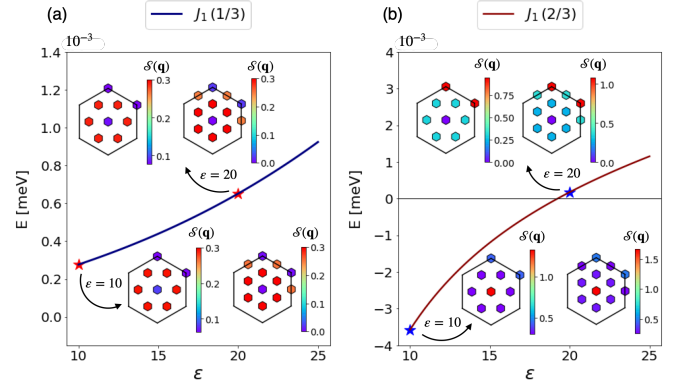 (a) J₁(1/3)
10⁻³
E [meV]
1.4
1.2
1.0
0.8
0.6
0.4
0.2
0.0
𝒮(q) 𝒮(q)
0.3 0.3
0.2 0.2
0.1 0.1
0.0
ε = 20
ε = 10
𝒮(q) 𝒮(q)
0.3 0.3
0.2 0.2
0.1 0.1
0.0
10 15 20 25
ε
(b) J₁(2/3)
10⁻³
E [meV]
4
3
2
1
0
−1
−2
−3
−4
𝒮(q) 𝒮(q)
0.75 1.0
0.50 0.5
0.25
0.00 0.0
ε = 20
ε = 10
𝒮(q) 𝒮(q)
1.0 1.5
0.5 1.0
0.5
10 15 20 25
ε